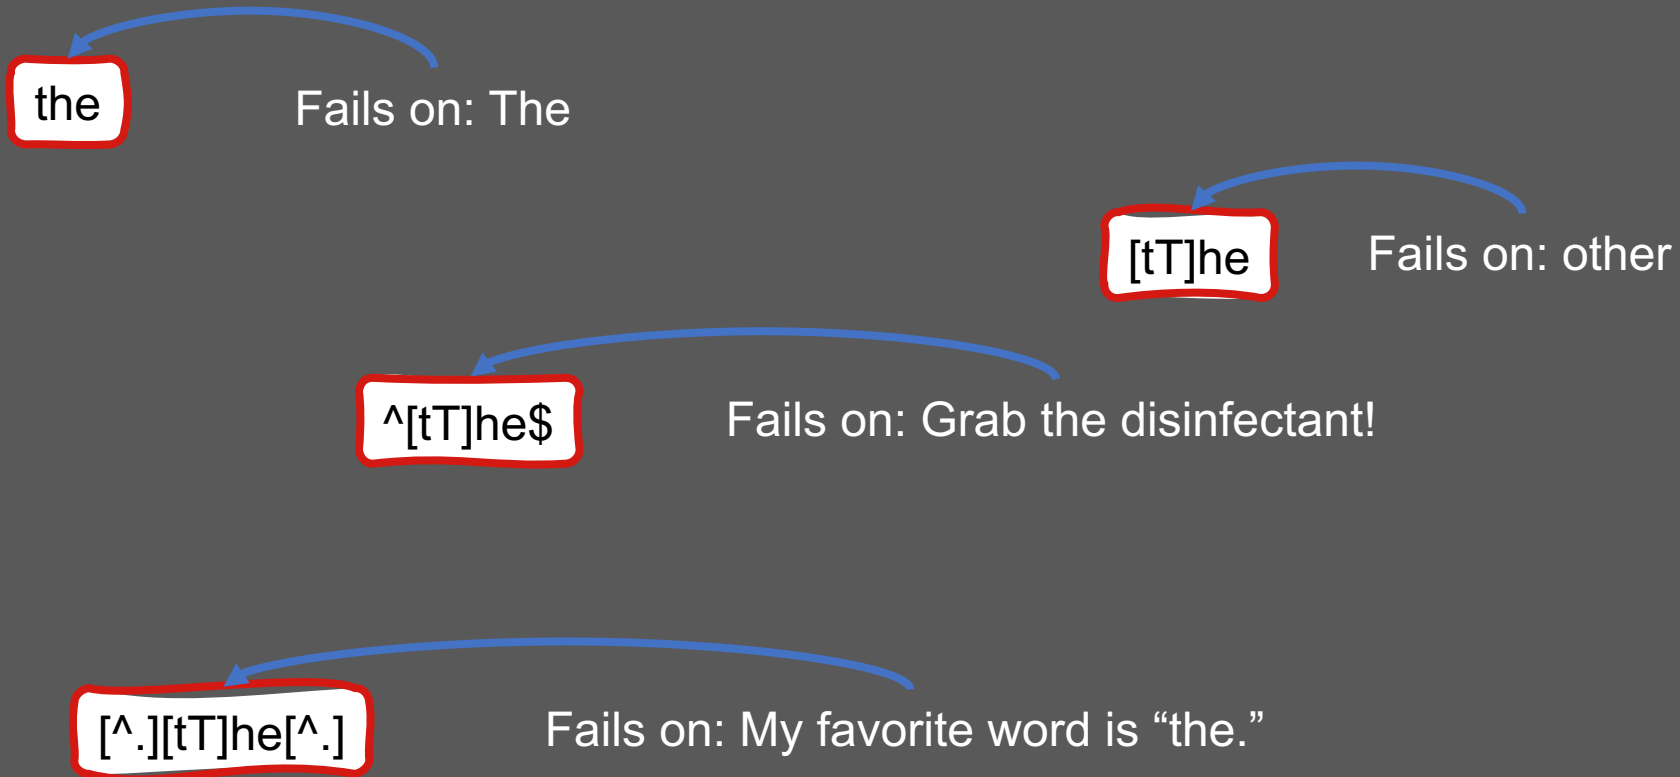 the
Fails on: The
[tT]he
Fails on: other
^[tT]he$
Fails on: Grab the disinfectant!
[^.][tT]he[^.]
Fails on: My favorite word is “the.”